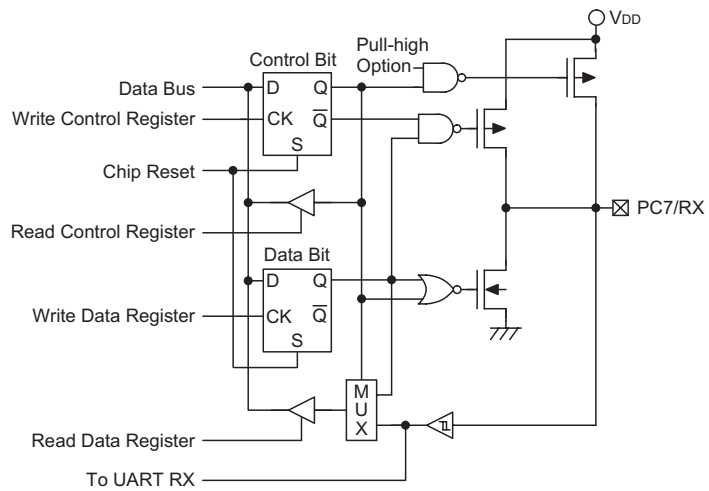 VDD
Control Bit
Pull-high
Option
Data Bus
D
Q
Write Control Register
CK
Q
S
Chip Reset
PC7/RX
Read Control Register
Data Bit
D
Q
Write Data Register
CK
Q
S
M
U
X
Read Data Register
To UART RX